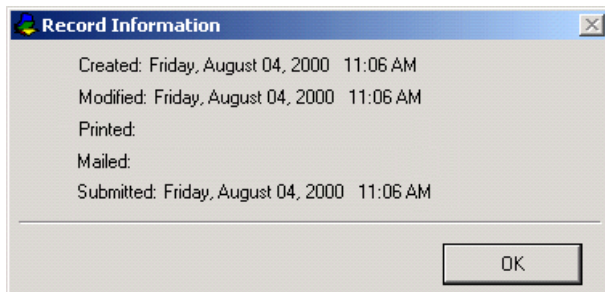 Record Information
Created: Friday, August 04, 2000 11:06 AM
Modified: Friday, August 04, 2000 11:06 AM
Printed:
Mailed:
Submitted: Friday, August 04, 2000 11:06 AM
OK